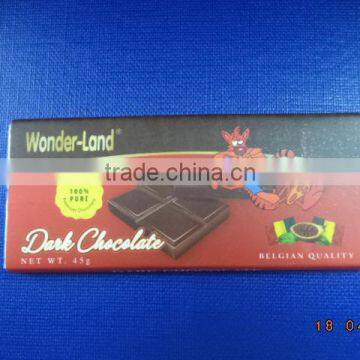 Wonder-Land®
100%
PURE
Dark Chocolate
NET WT. 45g
BELGIAN QUALITY
trade.china.cn
18 04